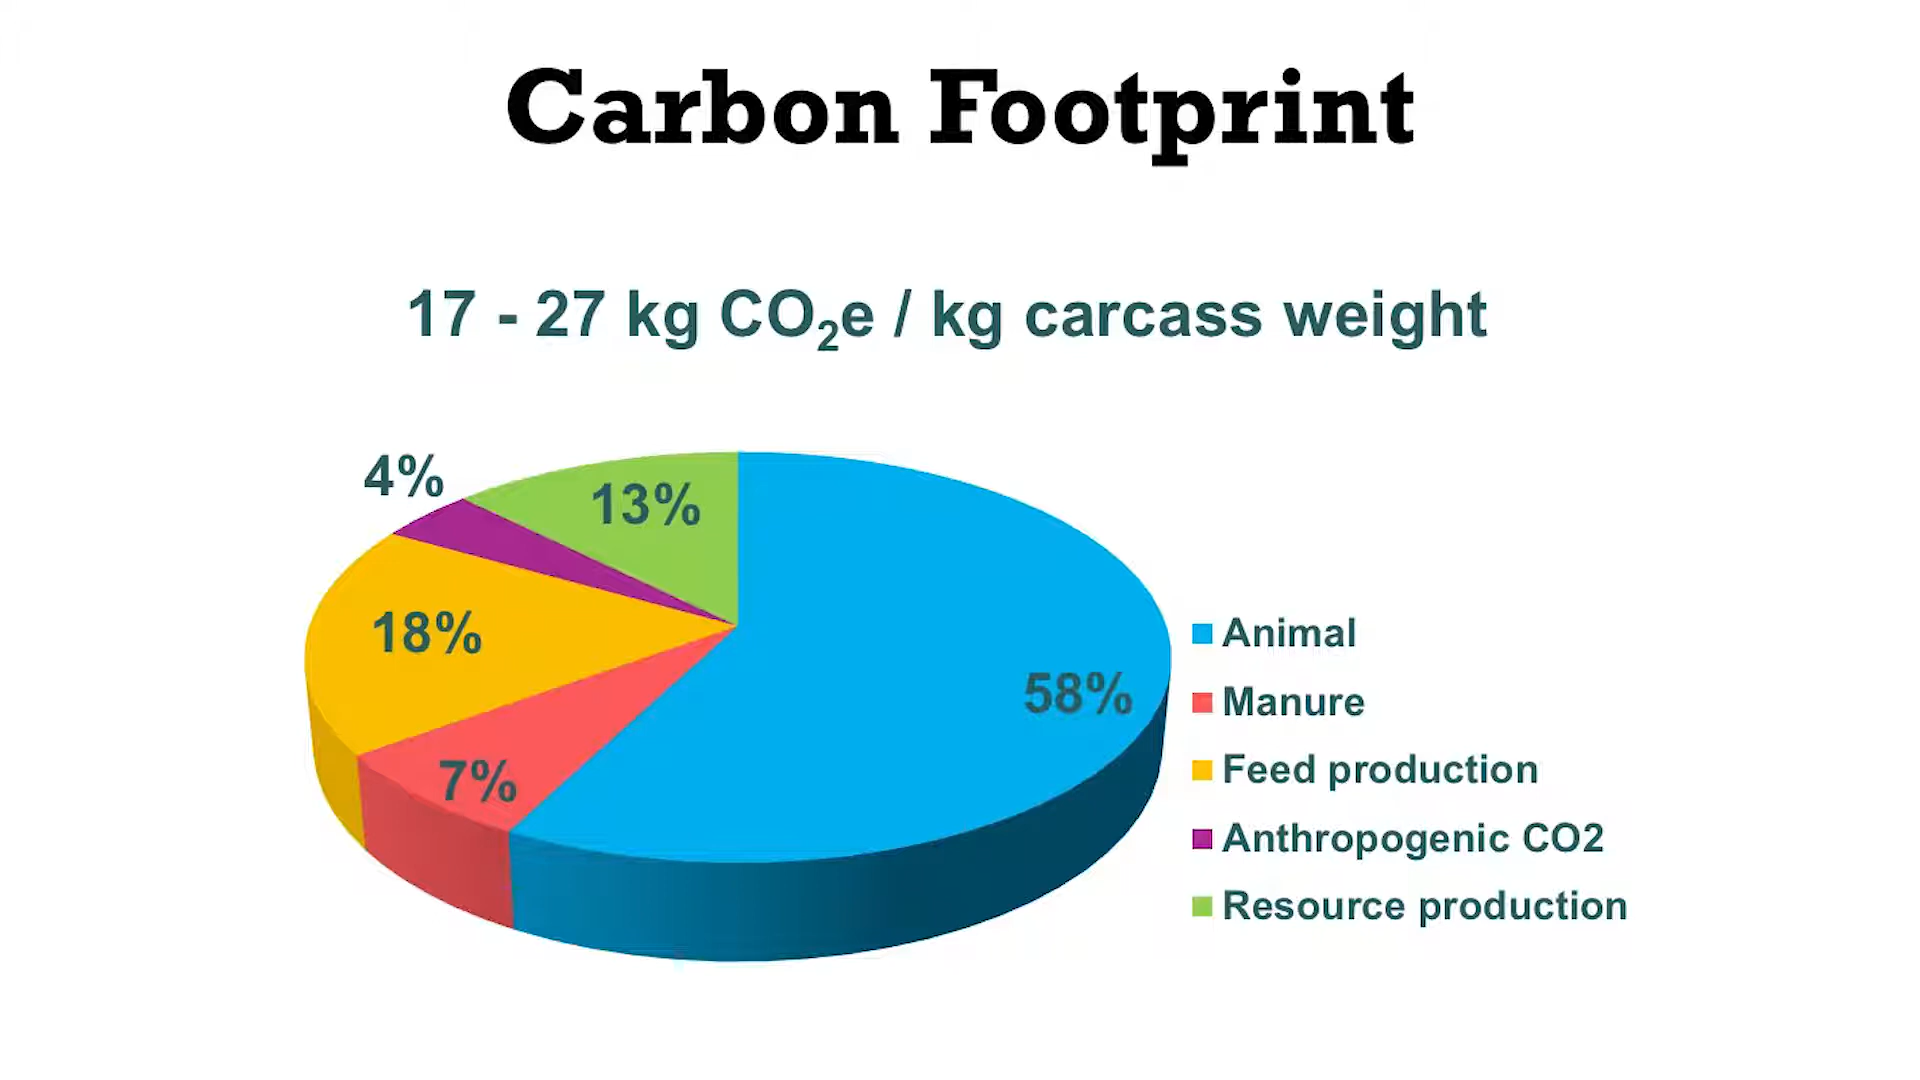 Carbon Footprint
17 - 27 kg CO₂e / kg carcass weight
4%
13%
18%
58%
7%
Animal
Manure
Feed production
Anthropogenic CO2
Resource production